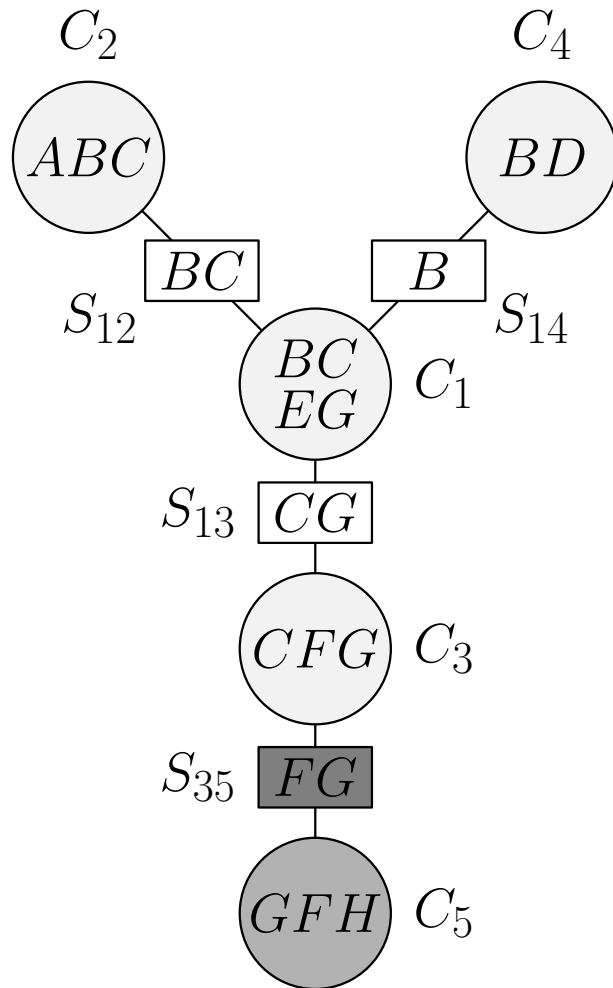 C₂ C₄
ABC BD
BC B
S₁₂ S₁₄
BC
EG C₁
S₁₃ CG
CFG C₃
S₃₅ FG
GFH C₅